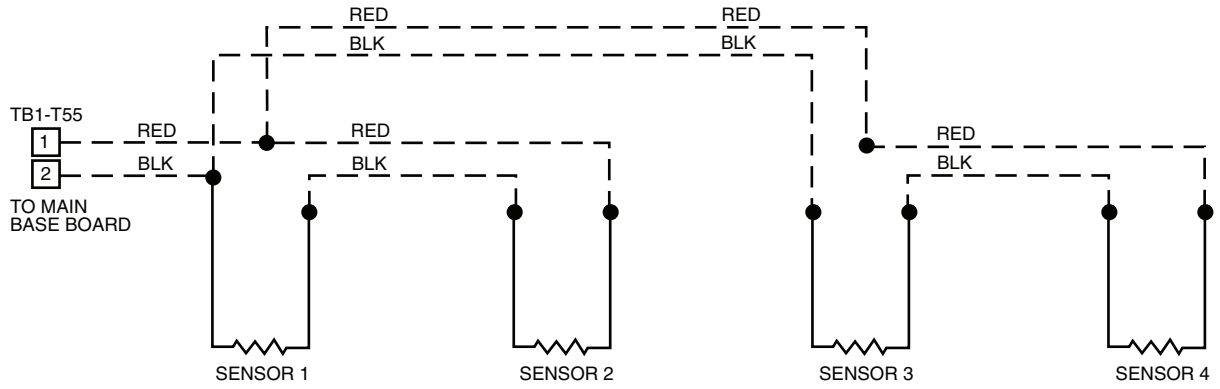 RED RED
BLK BLK
TB1-T55
1 RED RED RED
2 BLK BLK BLK
TO MAIN
BASE BOARD
SENSOR 1 SENSOR 2 SENSOR 3 SENSOR 4